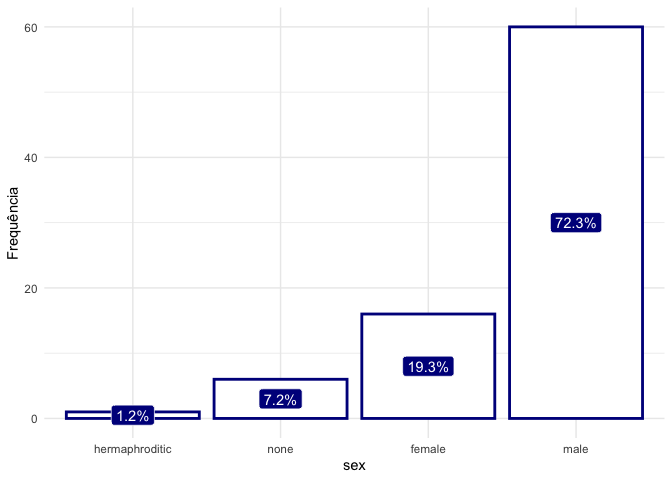 60
40
20
0
Frequência
72.3%
19.3%
7.2%
1.2%
hermaphroditic none female male
sex